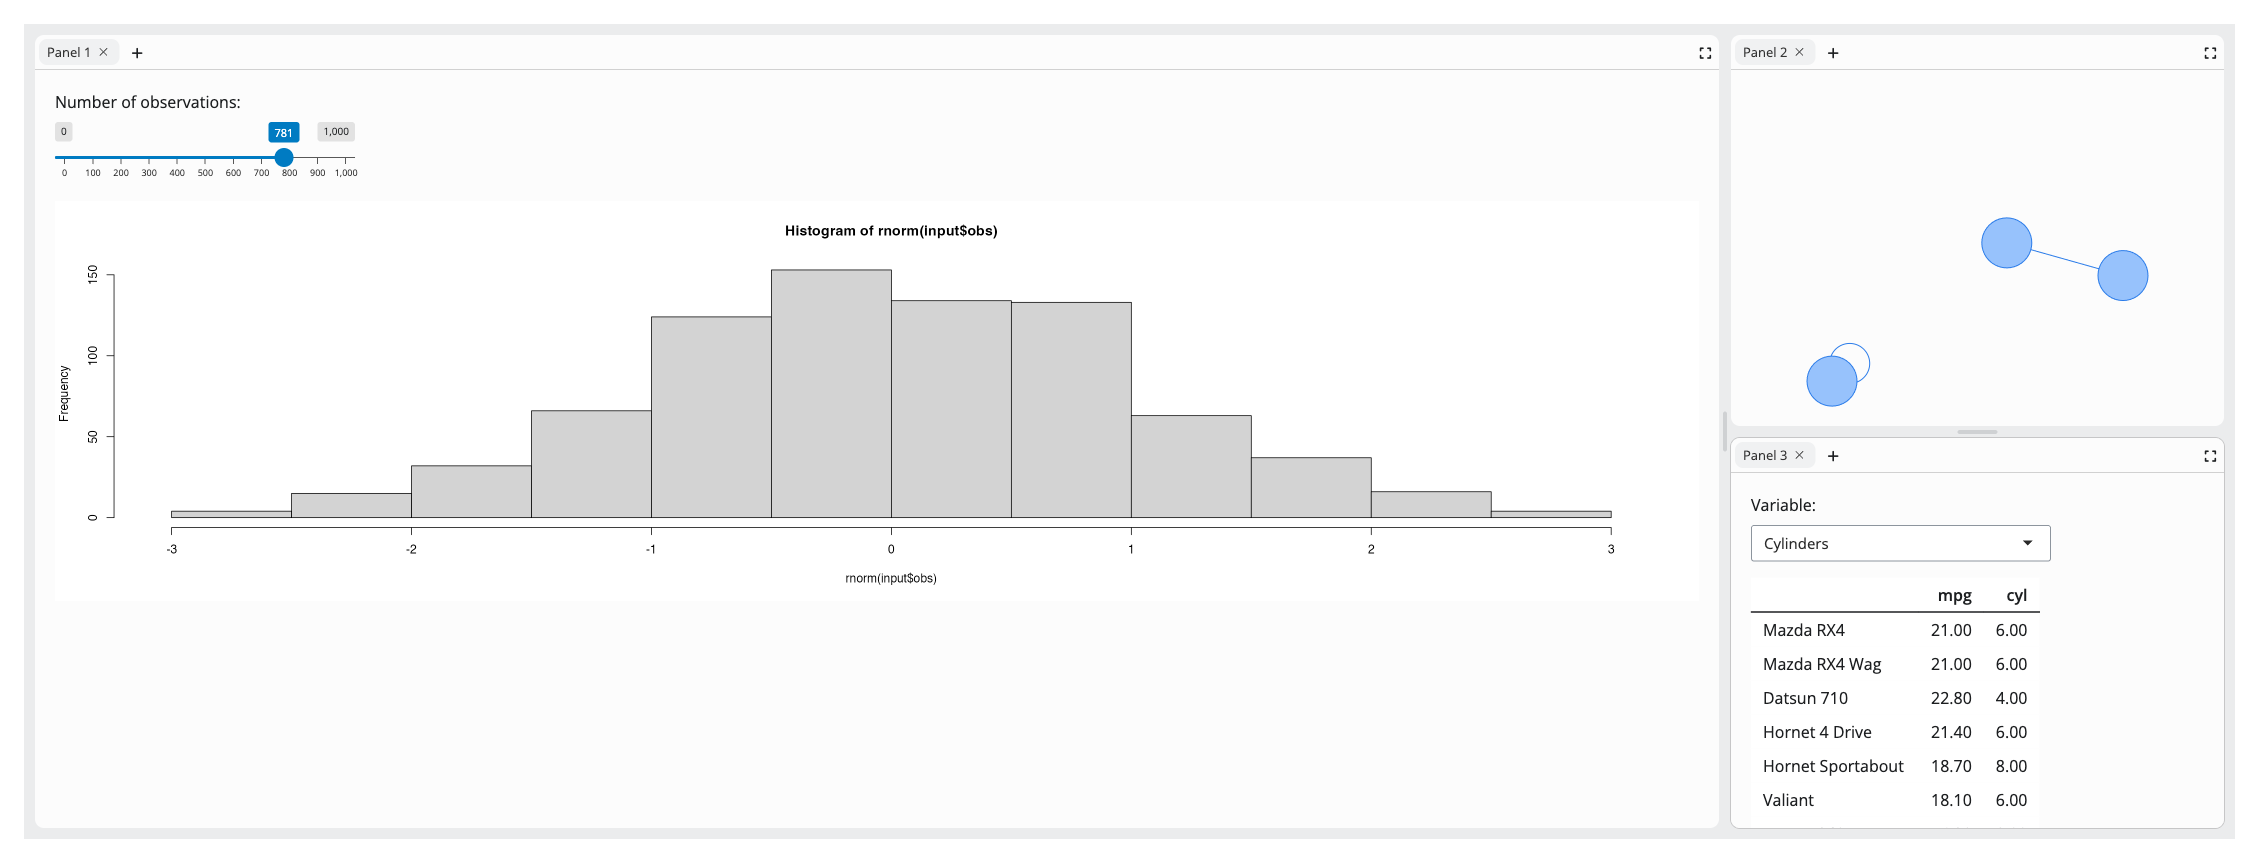 Panel 1
Number of observations:
0 781 1,000
0 100 200 300 400 500 600 700 800 900 1,000
Histogram of rnorm(input$obs)
Frequency
150
100
50
0
-3 -2 -1 0 1 2 3
rnorm(input$obs)
Panel 2
Panel 3
Variable:
Cylinders
mpg cyl
Mazda RX4 21.00 6.00
Mazda RX4 Wag 21.00 6.00
Datsun 710 22.80 4.00
Hornet 4 Drive 21.40 6.00
Hornet Sportabout 18.70 8.00
Valiant 18.10 6.00